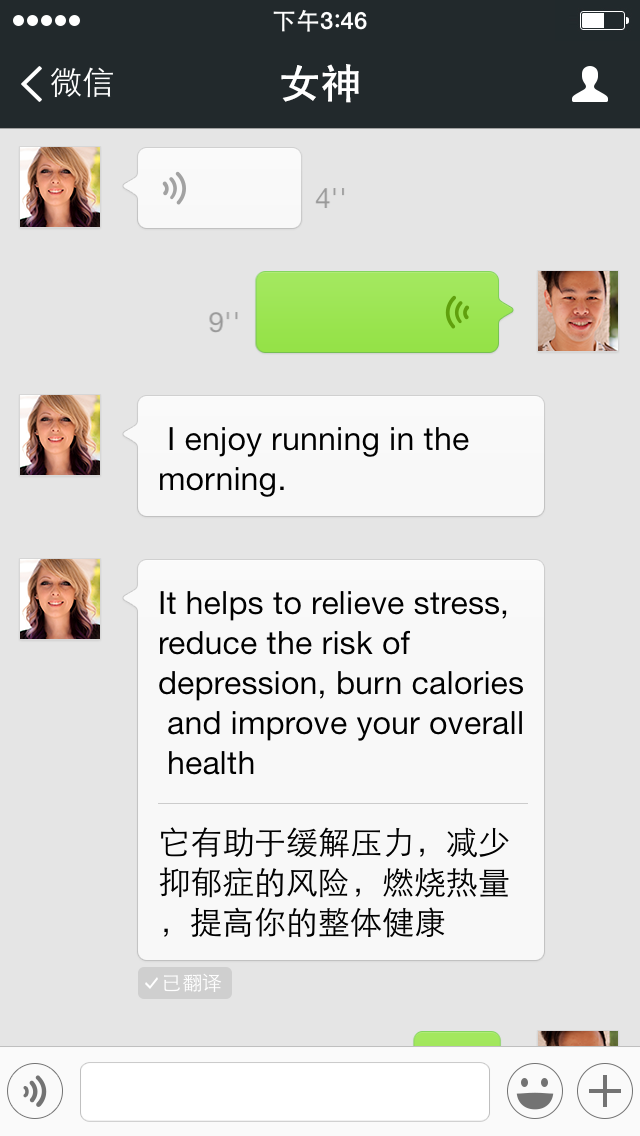 下午3:46
微信
女神
4''
9''
I enjoy running in the
morning.
It helps to relieve stress,
reduce the risk of
depression, burn calories
and improve your overall
health
它有助于缓解压力，减少
抑郁症的风险，燃烧热量
，提高你的整体健康
已翻译